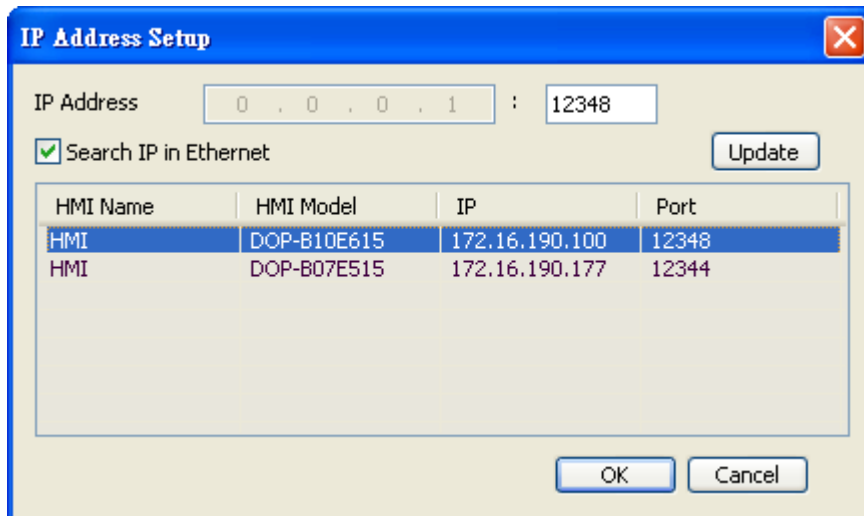 IP Address Setup
IP Address 0 . 0 . 0 . 1 : 12348
Search IP in Ethernet Update
HMI Name HMI Model IP Port
HMI DOP-B10E615 172.16.190.100 12348
HMI DOP-B07E515 172.16.190.177 12344
OK Cancel